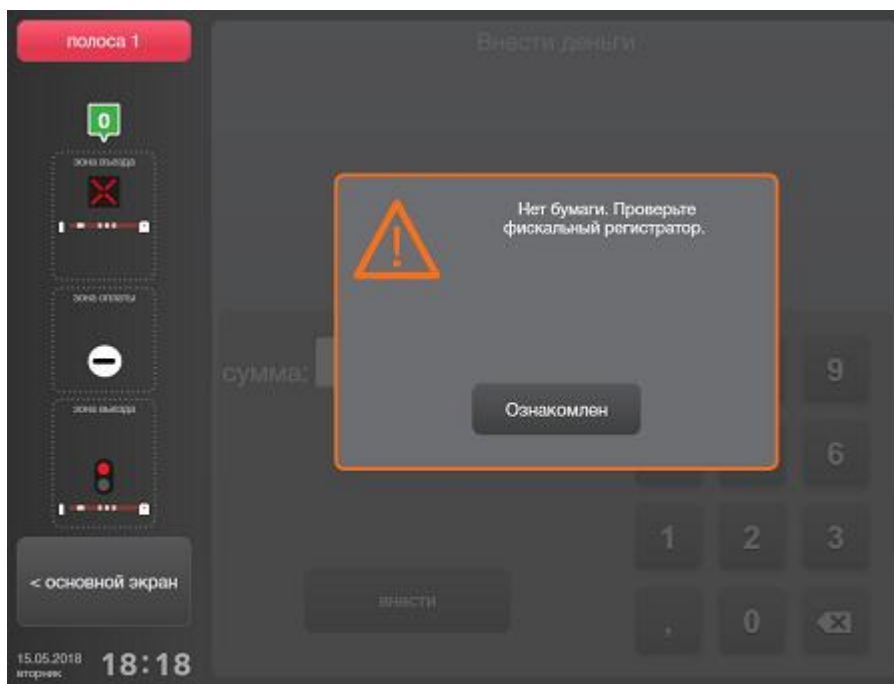 полоса 1
Внести деньги
0
зона въезда
зона оплаты
зона выезда
Нет бумаги. Проверьте
фискальный регистратор.
Ознакомлен
сумма:
9
6
1 2 3
внести
, 0
< основной экран
15.05.2018
вторник
18:18